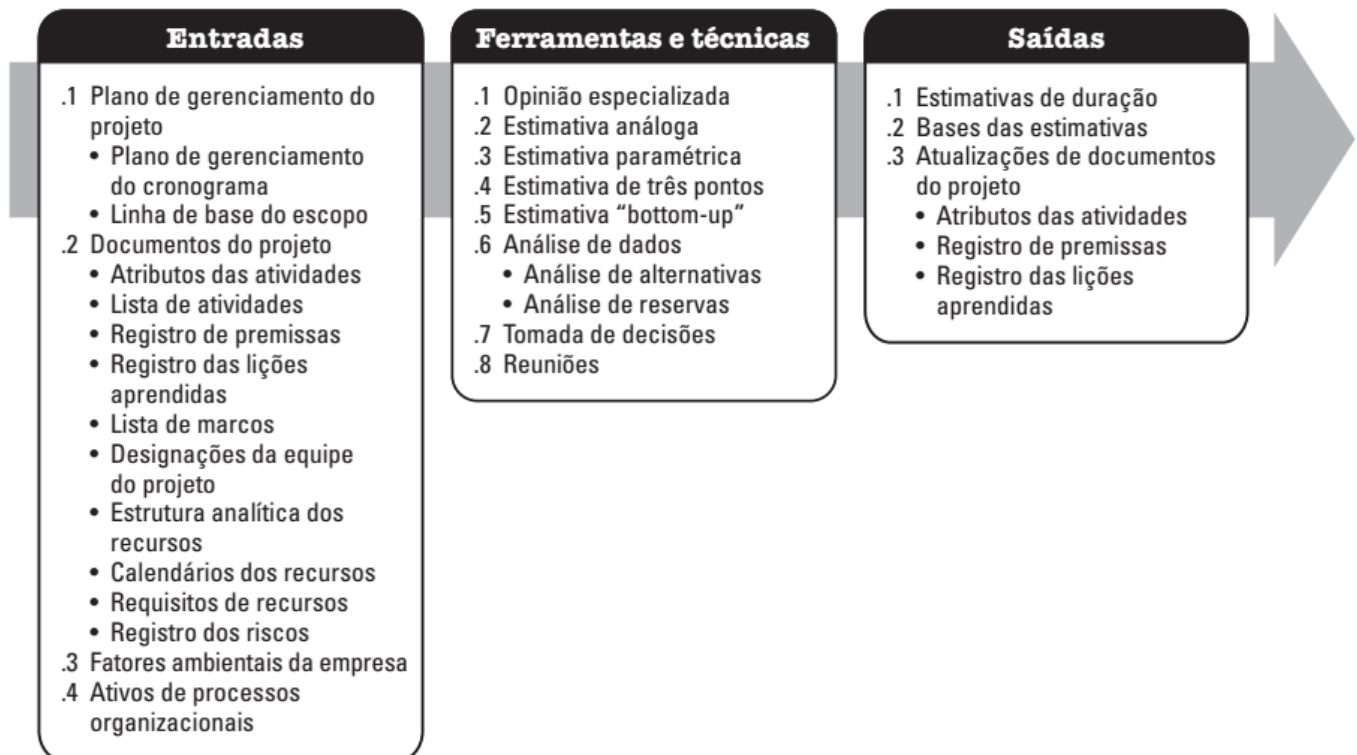 Entradas
.1 Plano de gerenciamento do
projeto
• Plano de gerenciamento
do cronograma
• Linha de base do escopo
.2 Documentos do projeto
• Atributos das atividades
• Lista de atividades
• Registro de premissas
• Registro das lições
aprendidas
• Lista de marcos
• Designações da equipe
do projeto
• Estrutura analítica dos
recursos
• Calendários dos recursos
• Requisitos de recursos
• Registro dos riscos
.3 Fatores ambientais da empresa
.4 Ativos de processos
organizacionais
Ferramentas e técnicas
.1 Opinião especializada
.2 Estimativa análoga
.3 Estimativa paramétrica
.4 Estimativa de três pontos
.5 Estimativa “bottom-up”
.6 Análise de dados
• Análise de alternativas
• Análise de reservas
.7 Tomada de decisões
.8 Reuniões
Saídas
.1 Estimativas de duração
.2 Bases das estimativas
.3 Atualizações de documentos
do projeto
• Atributos das atividades
• Registro de premissas
• Registro das lições
aprendidas